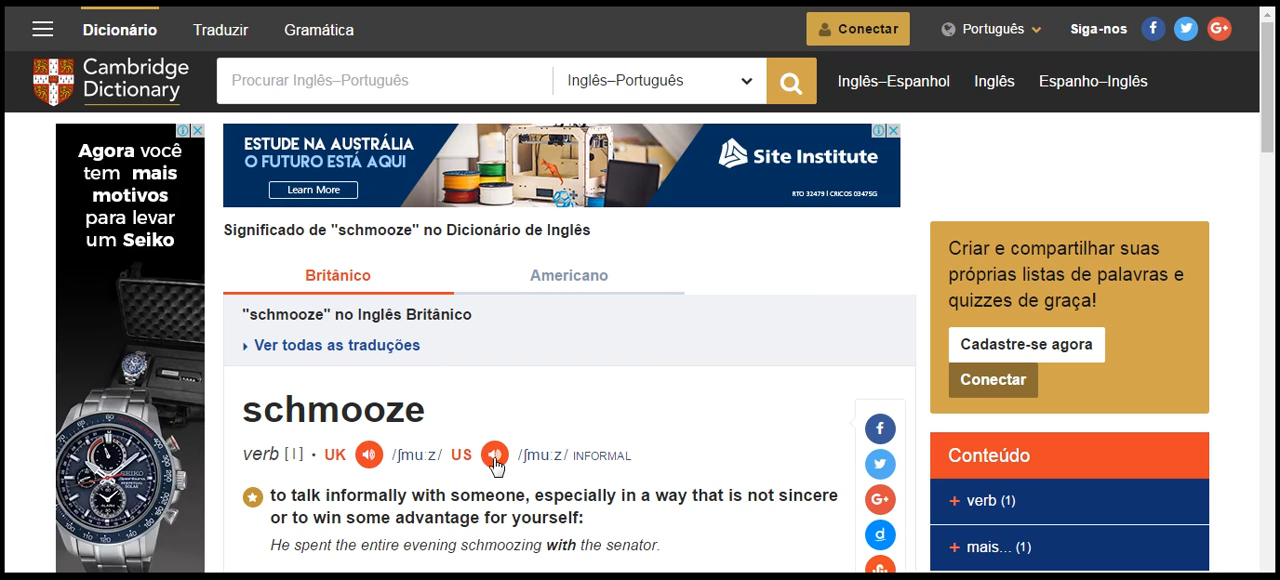 Dicionário Traduzir Gramática Conectar Português Siga-nos
Cambridge Dictionary
Procurar Inglês–Português Inglês–Português Inglês–Espanhol Inglês Espanho–Inglês
Agora você
tem mais
motivos
para levar
um Seiko
ESTUDE NA AUSTRÁLIA
O FUTURO ESTÁ AQUI
Learn More
Site Institute
RTO 32479 | CRICOS 03475G
Significado de "schmooze" no Dicionário de Inglês
Britânico Americano
"schmooze" no Inglês Britânico
Ver todas as traduções
schmooze
verb [ I ] • UK /ʃmuːz/ US /ʃmuːz/ INFORMAL
to talk informally with someone, especially in a way that is not sincere
or to win some advantage for yourself:
He spent the entire evening schmoozing with the senator.
Criar e compartilhar suas
próprias listas de palavras e
quizzes de graça!
Cadastre-se agora
Conectar
Conteúdo
+ verb (1)
+ mais... (1)